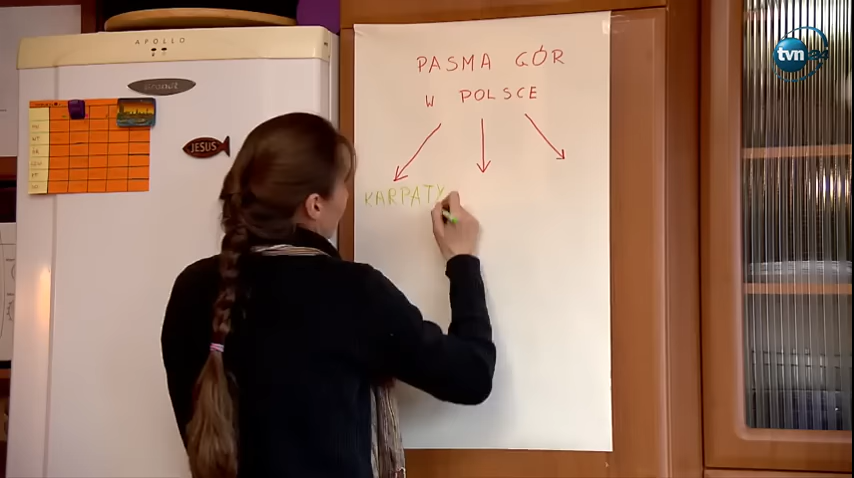 APOLLO
tvn
JESUS
PASMA GÓR
W POLSCE
KARPATY